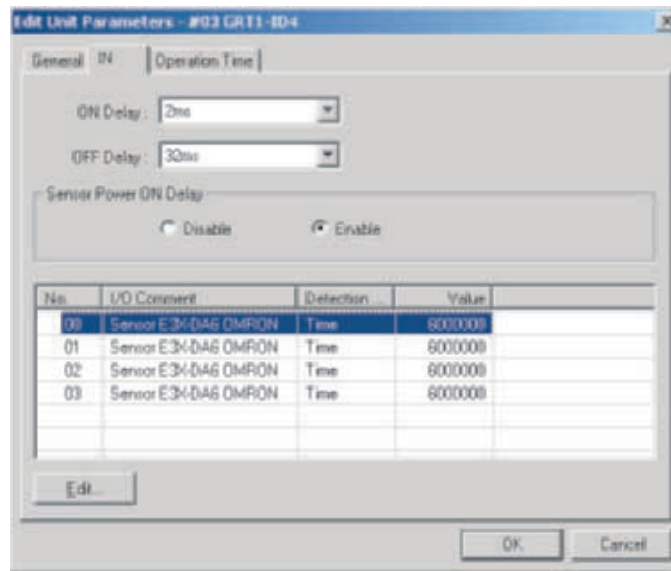 Edit Unit Parameters - #03 GRT1-ID4
General IN Operation Time
ON Delay : 2ms
OFF Delay : 32ms
Sensor Power ON Delay
Disable Enable
No. I/O Comment Detection ... Value
00 Sensor E3X-DA6 OMRON Time 6000000
01 Sensor E3X-DA6 OMRON Time 6000000
02 Sensor E3X-DA6 OMRON Time 6000000
03 Sensor E3X-DA6 OMRON Time 6000000
Edit...
OK Cancel